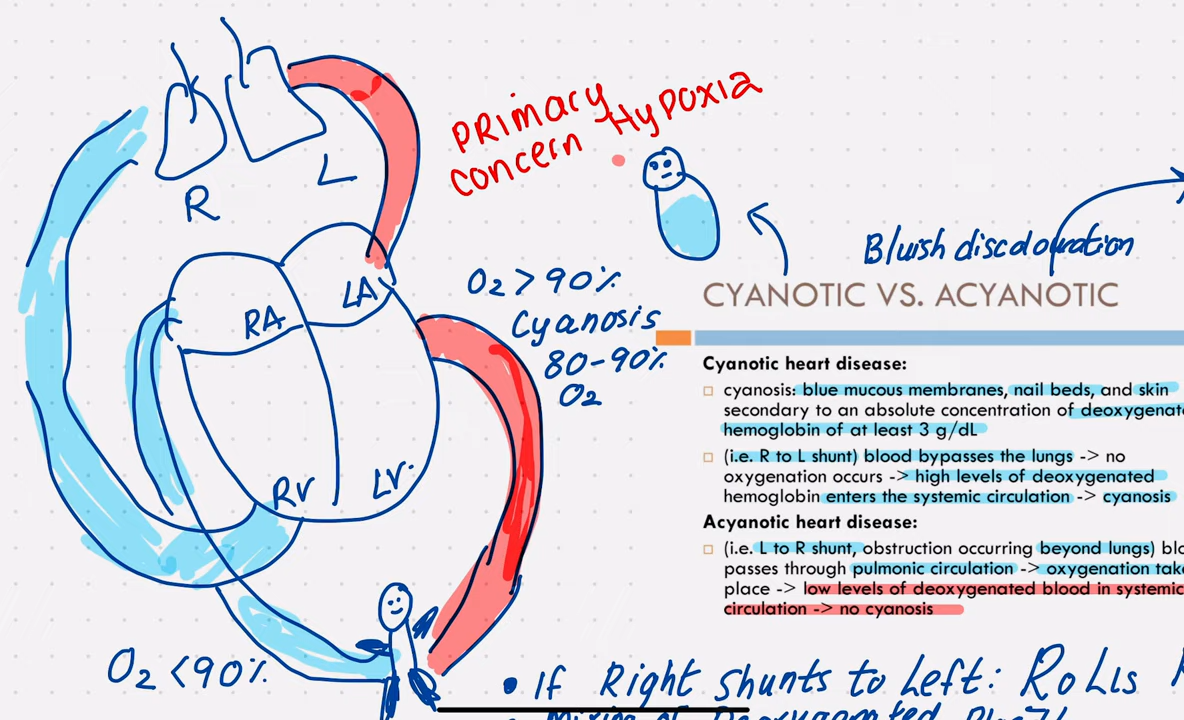 R
L
PRimacy
concern Hypoxia
RA
LA
RV
LV
O₂ > 90%
Cyanosis
80-90%
O₂
O₂ <90%
Bluish discolouration
CYANOTIC VS. ACYANOTIC
Cyanotic heart disease:
cyanosis: blue mucous membranes, nail beds, and skin
secondary to an absolute concentration of deoxygenat
hemoglobin of at least 3 g/dL
(i.e. R to L shunt) blood bypasses the lungs -> no
oxygenation occurs -> high levels of deoxygenated
hemoglobin enters the systemic circulation -> cyanosis
Acyanotic heart disease:
(i.e. L to R shunt, obstruction occurring beyond lungs) blo
passes through pulmonic circulation -> oxygenation take
place -> low levels of deoxygenated blood in systemic
circulation -> no cyanosis
• If Right shunts to Left: RoLls